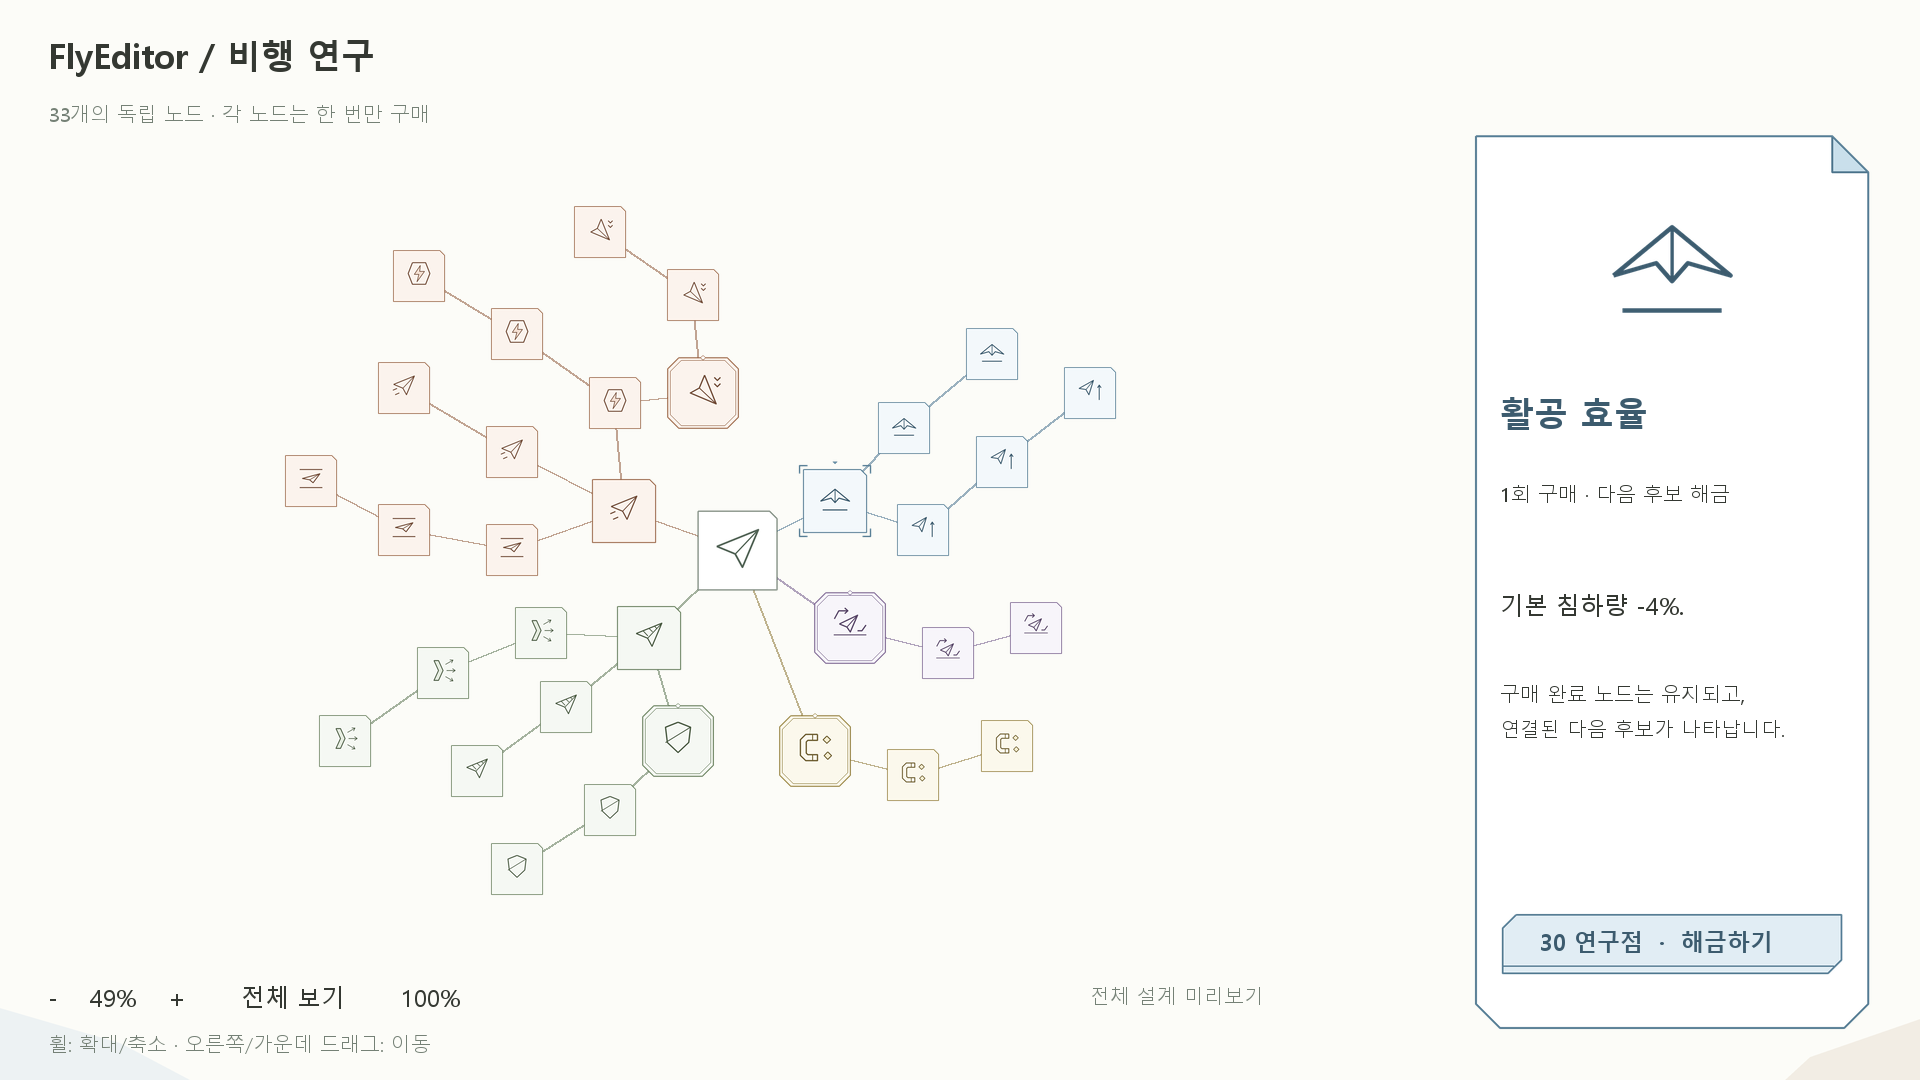 FlyEditor / 비행 연구
33개의 독립 노드 · 각 노드는 한 번만 구매
활공 효율
1회 구매 · 다음 후보 해금
기본 침하량 -4%.
구매 완료 노드는 유지되고,
연결된 다음 후보가 나타납니다.
30 연구점 · 해금하기
- 49% + 전체 보기 100%
전체 설계 미리보기
휠: 확대/축소 · 오른쪽/가운데 드래그: 이동